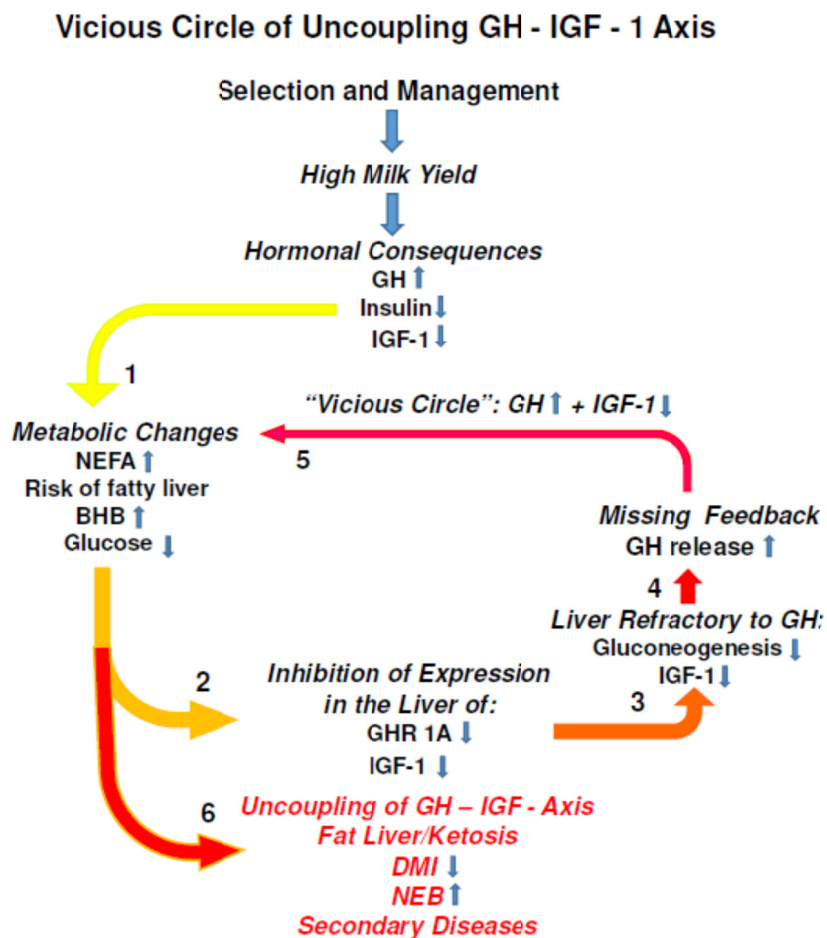 Vicious Circle of Uncoupling GH - IGF - 1 Axis
Selection and Management
High Milk Yield
Hormonal Consequences
GH ↑
Insulin ↓
IGF-1 ↓
1
"Vicious Circle": GH ↑ + IGF-1 ↓
5
Metabolic Changes
NEFA ↑
Risk of fatty liver
BHB ↑
Glucose ↓
Missing Feedback
GH release ↑
4
Liver Refractory to GH:
Gluconeogenesis ↓
IGF-1 ↓
2
Inhibition of Expression
in the Liver of:
GHR 1A ↓
IGF-1 ↓
3
6
Uncoupling of GH – IGF - Axis
Fat Liver/Ketosis
DMI ↓
NEB ↑
Secondary Diseases